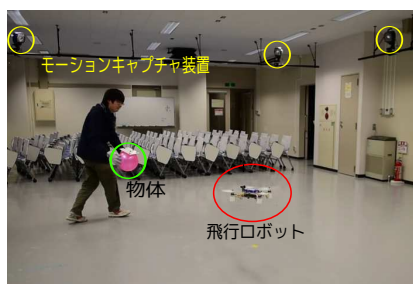 モーションキャプチャ装置
物体
飛行ロボット